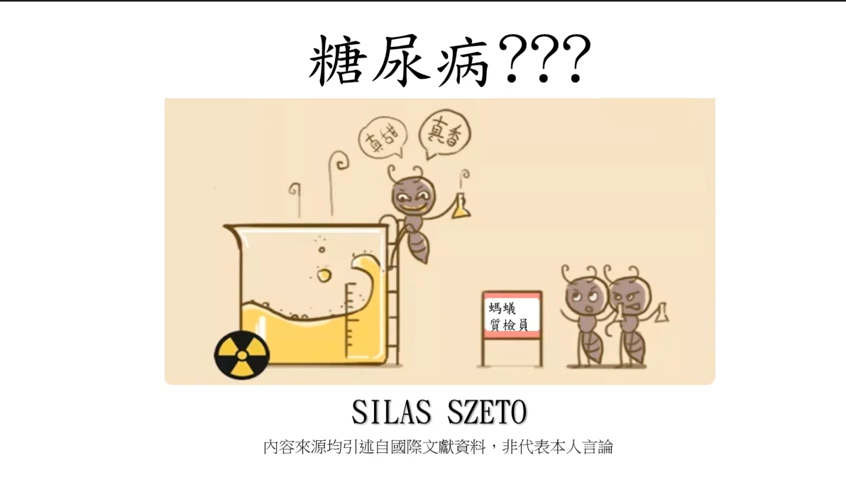 糖尿病???
真甜
真香
螞蟻
質檢員
SILAS SZETO
內容來源均引述自國際文獻資料，非代表本人言論